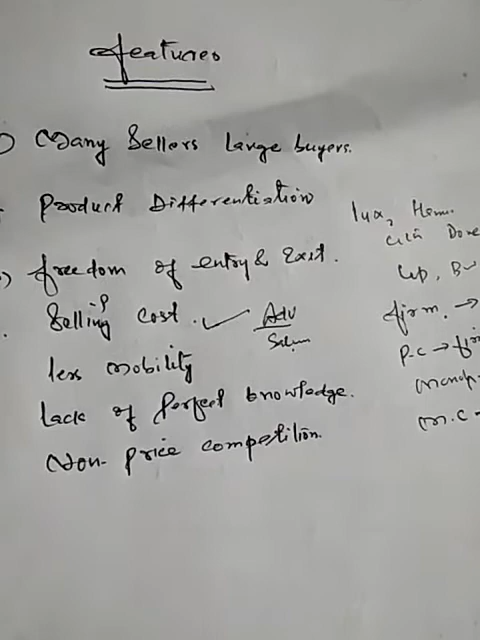 features
Many Sellers Large buyers.
Product Differentiation
lux,
freedom of entry & Exit.
Selling Cost. Adv
firm. →
less mobility
P.C →
Lack of Perfect knowledge.
Non-Price competition.
M.C